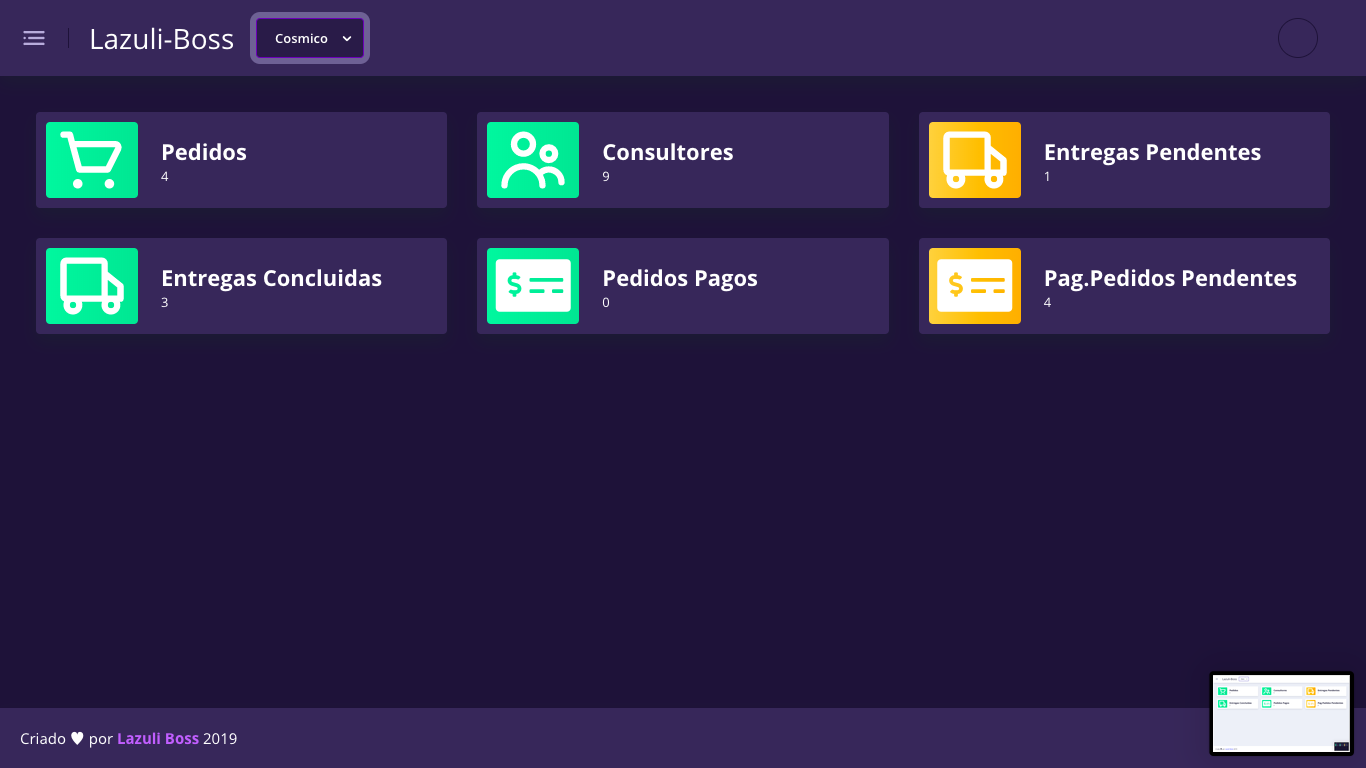 Lazuli-Boss
Cosmico
Pedidos
4
Consultores
9
Entregas Pendentes
1
Entregas Concluidas
3
Pedidos Pagos
0
Pag.Pedidos Pendentes
4
Criado ♥ por Lazuli Boss 2019